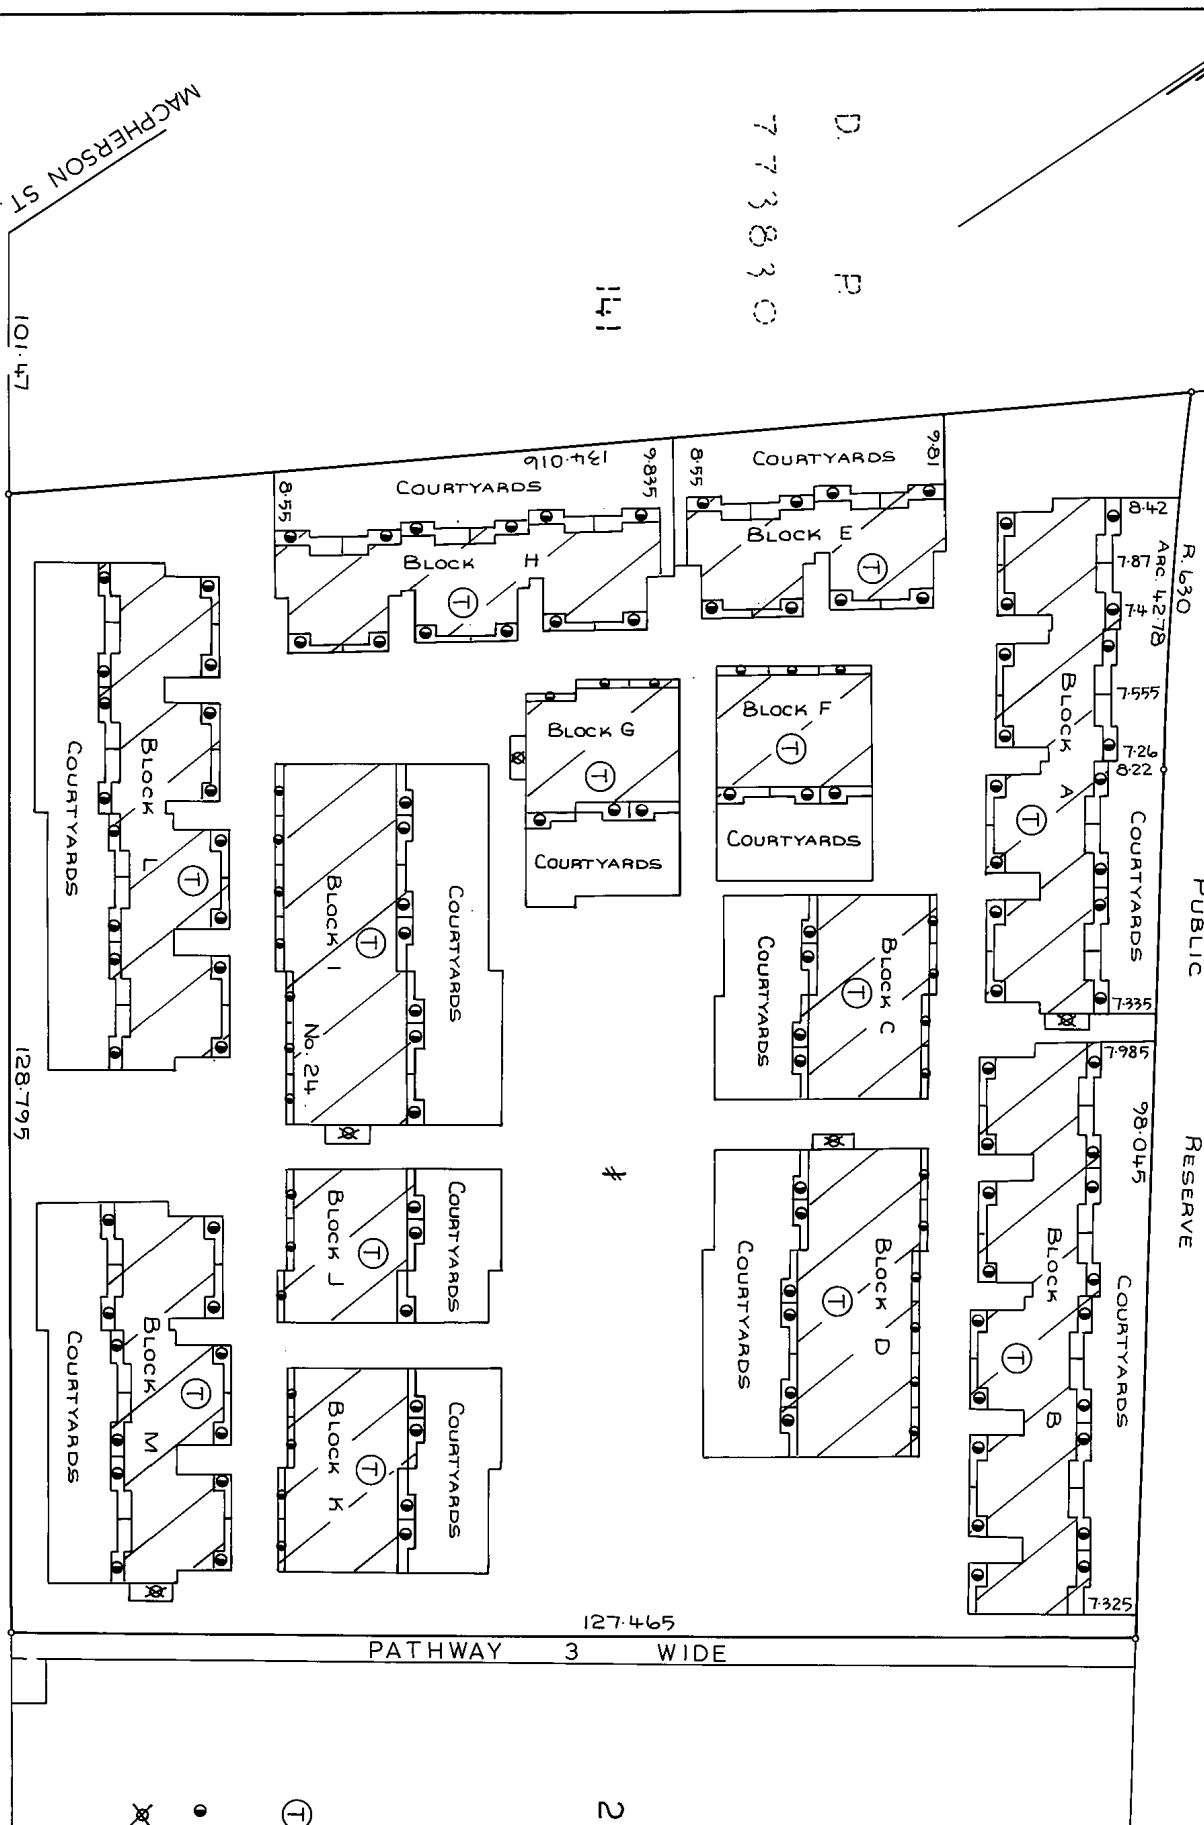 MACPHERSON ST.
D. P.
773830
141
101.47
COURTYARDS
9.81
8.55
9.835
134.016
COURTYARDS
8.55
BLOCK E
T
BLOCK H
T
8.42
R. 630
ARC. 42.78
7.87
7.4
7.555
7.26
8.22
BLOCK A
T
COURTYARDS
7.335
PUBLIC RESERVE
BLOCK F
T
COURTYARDS
BLOCK G
T
COURTYARDS
BLOCK L
T
COURTYARDS
BLOCK I
T
No. 24
COURTYARDS
BLOCK C
T
COURTYARDS
7.985
98.045
BLOCK B
T
COURTYARDS
7.325
128.795
BLOCK J
T
COURTYARDS
BLOCK D
T
COURTYARDS
BLOCK M
T
COURTYARDS
BLOCK K
T
COURTYARDS
127.465
PATHWAY 3 WIDE
T
2